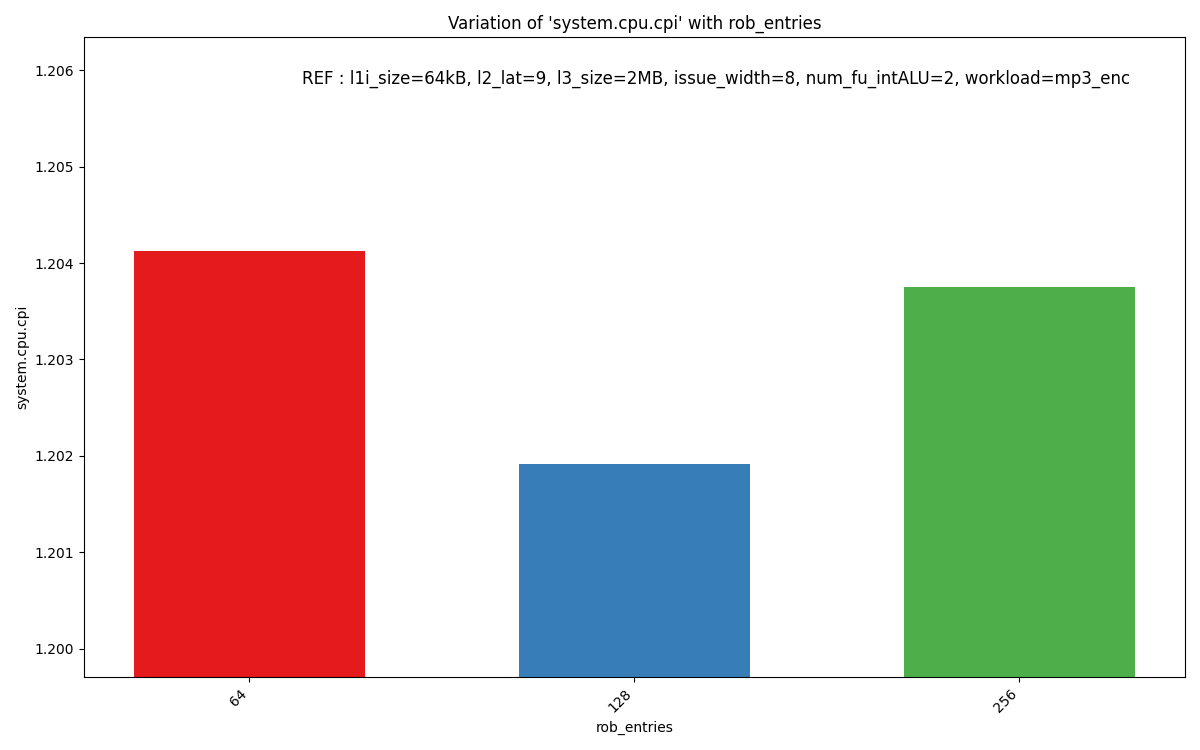 Variation of 'system.cpu.cpi' with rob_entries
REF : l1i_size=64kB, l2_lat=9, l3_size=2MB, issue_width=8, num_fu_intALU=2, workload=mp3_enc
system.cpu.cpi
1.206
1.205
1.204
1.203
1.202
1.201
1.200
64
128
256
rob_entries